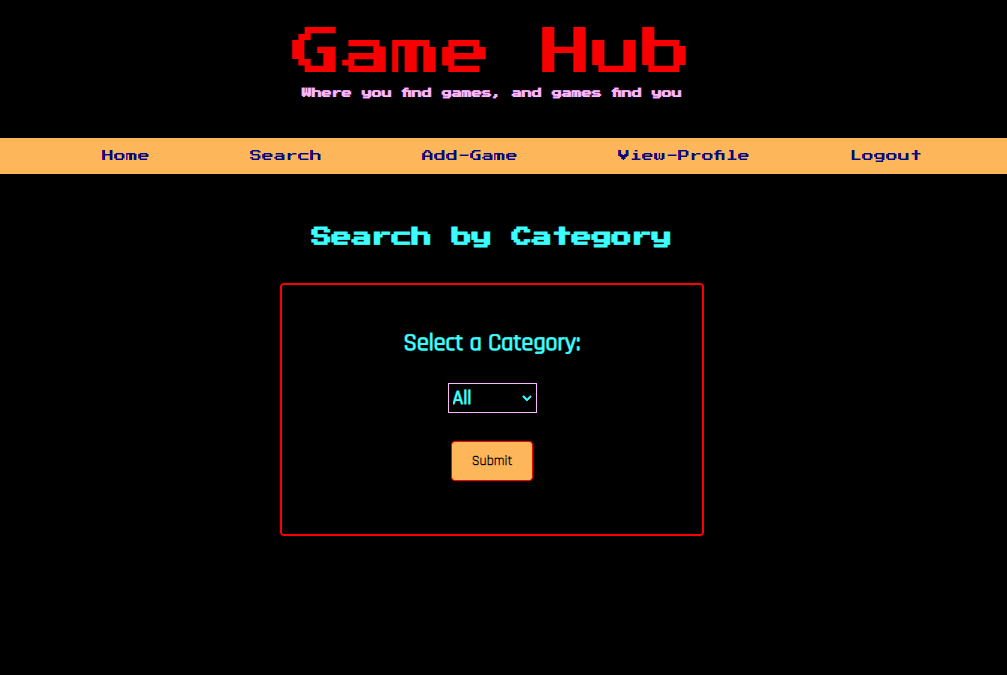 Game Hub
Where you find games, and games find you
Home Search Add-Game View-Profile Logout
Search by Category
Select a Category:
All
Submit